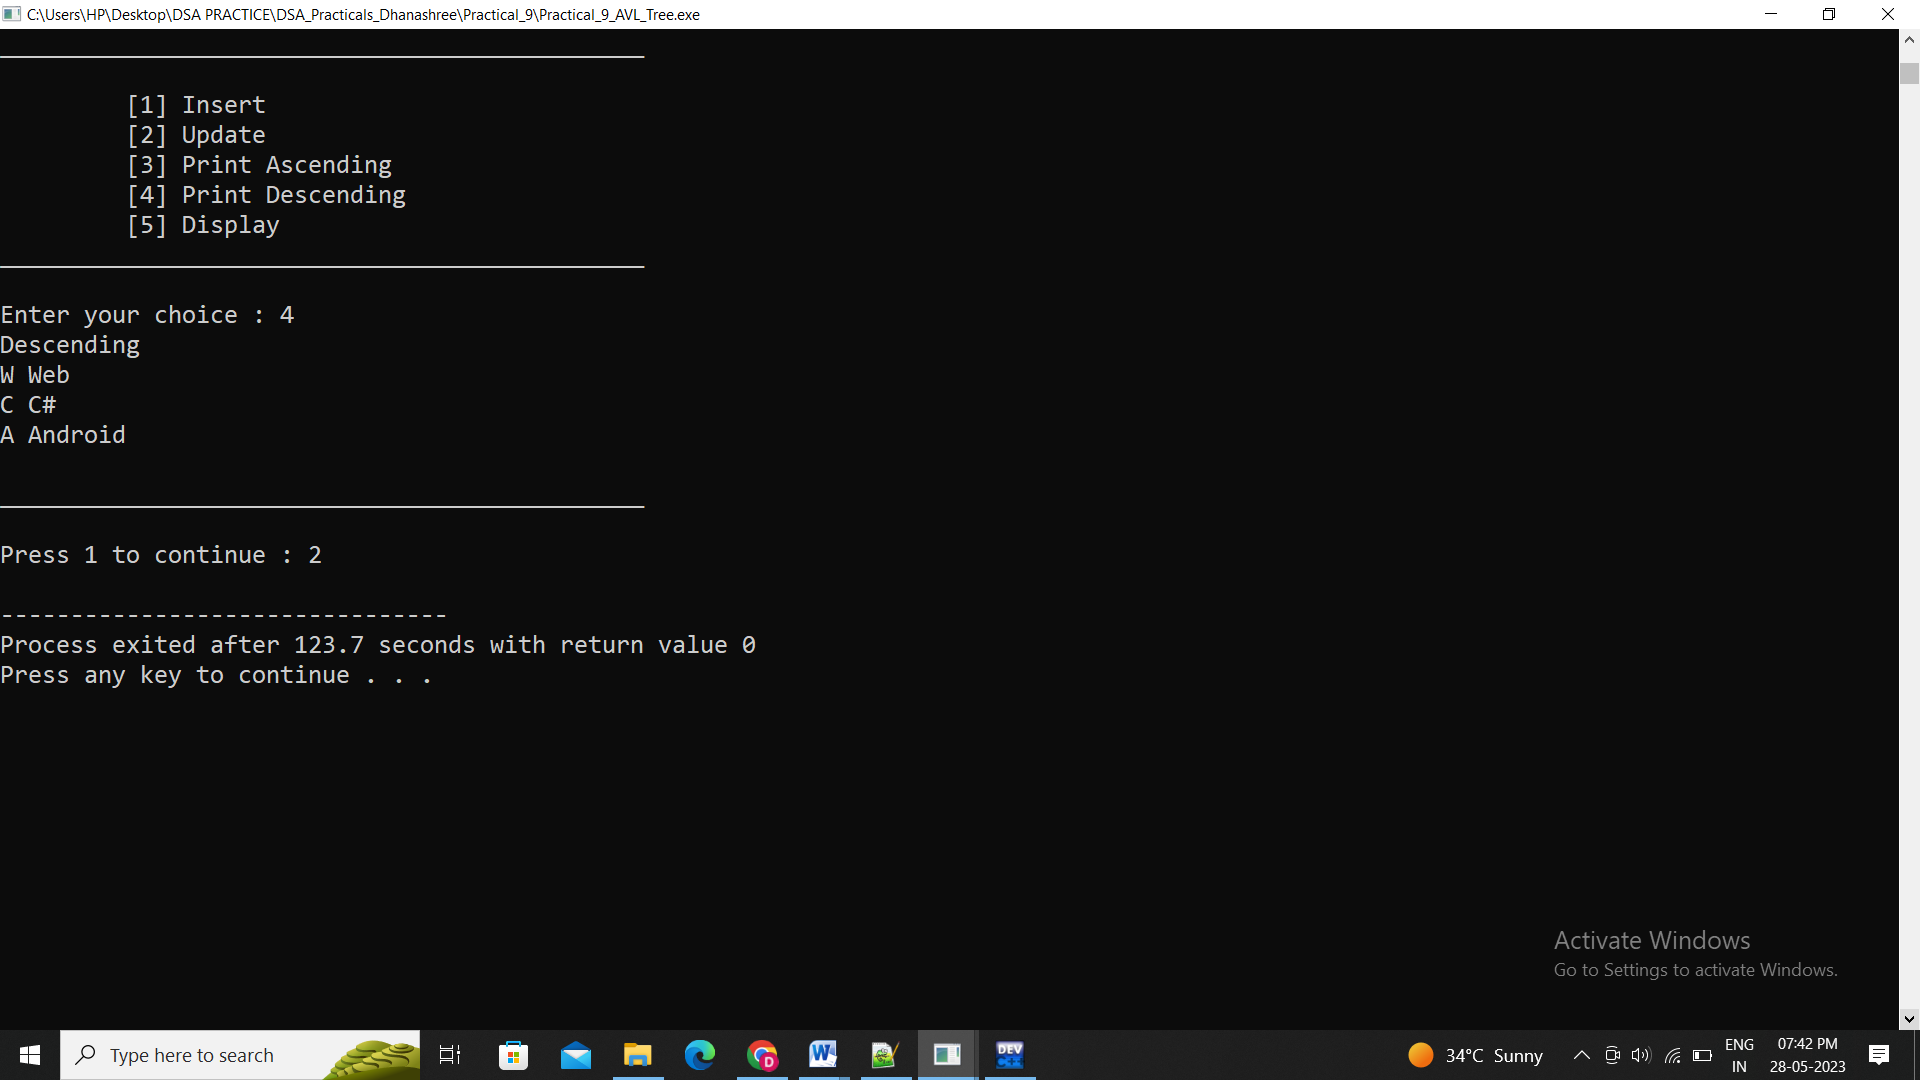 C:\Users\HP\Desktop\DSA PRACTICE\DSA_Practicals_Dhanashree\Practical_9\Practical_9_AVL_Tree.exe
[1] Insert
[2] Update
[3] Print Ascending
[4] Print Descending
[5] Display
Enter your choice : 4
Descending
W Web
C C#
A Android
Press 1 to continue : 2
--------------------------------
Process exited after 123.7 seconds with return value 0
Press any key to continue . . .
Activate Windows
Go to Settings to activate Windows.
Type here to search
D
W
DEV
C++
34°C Sunny
ENG
IN
07:42 PM
28-05-2023